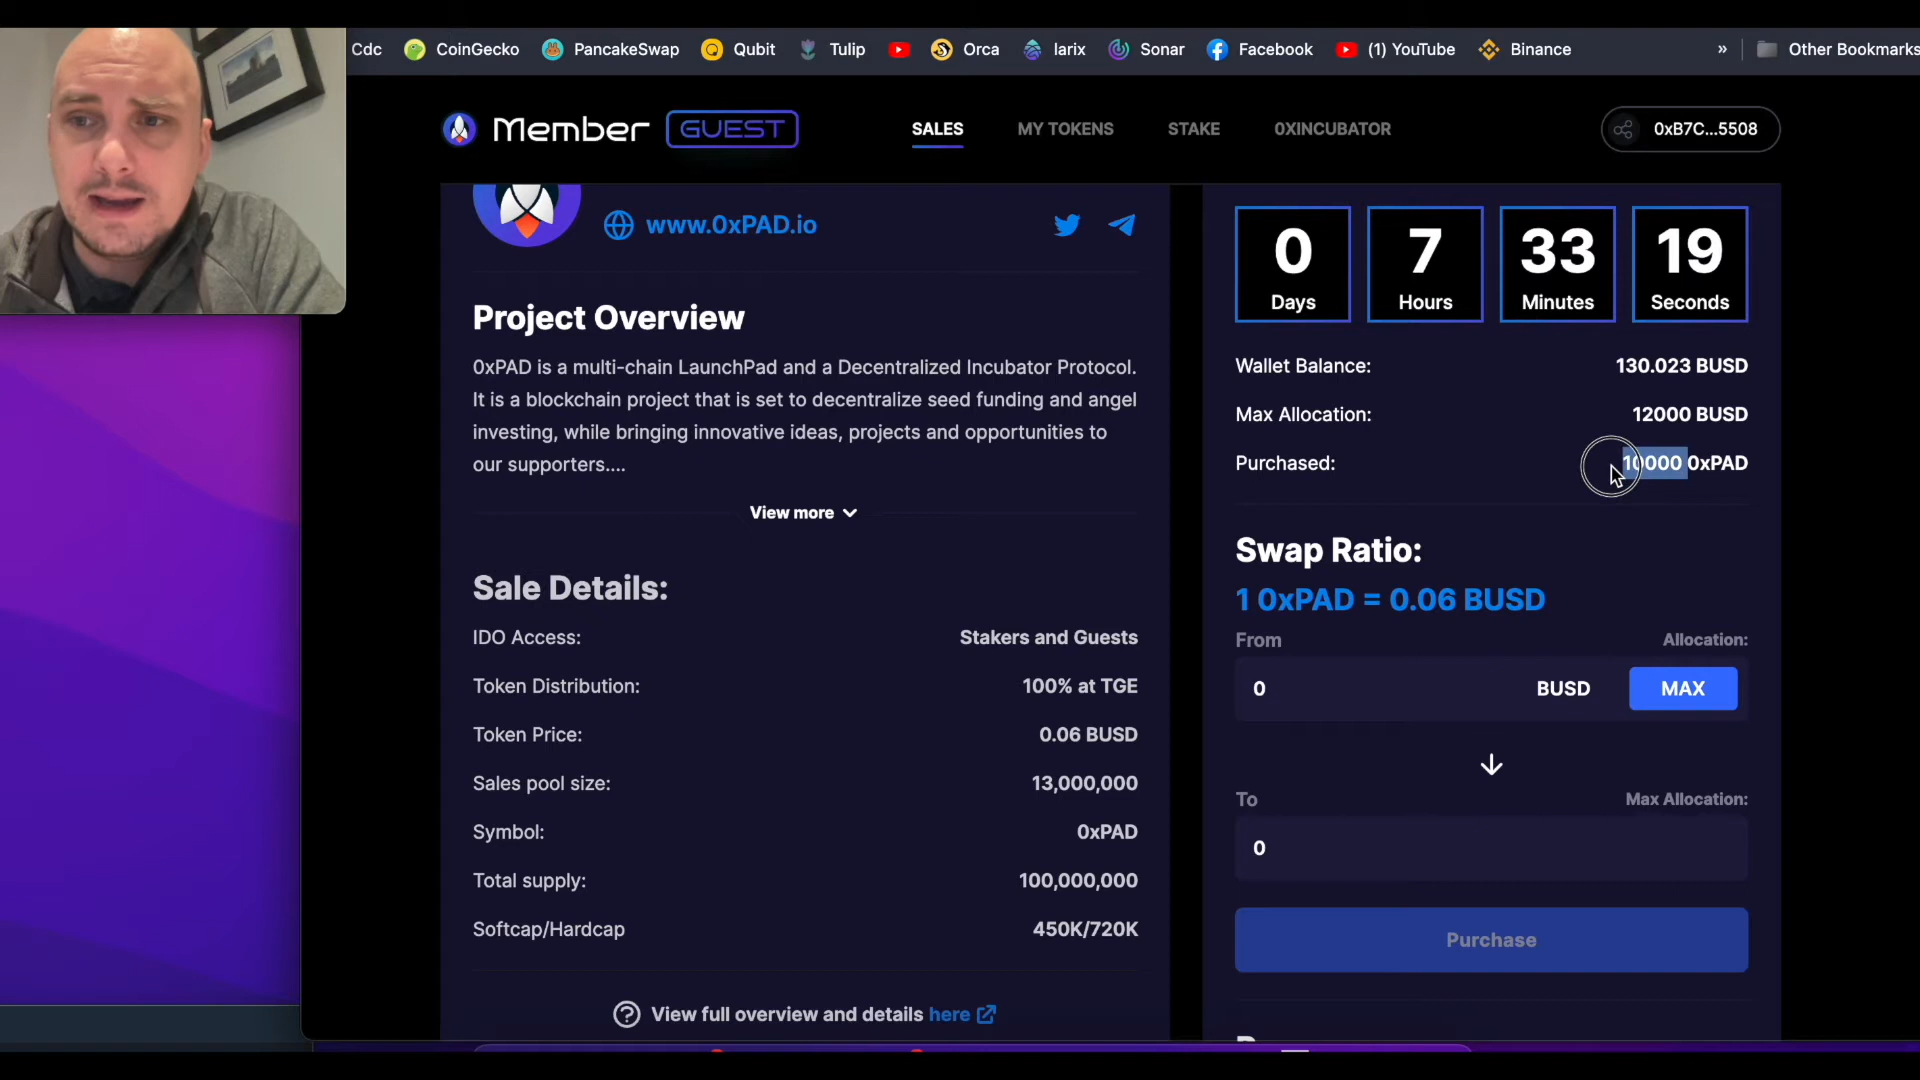 Cdc CoinGecko PancakeSwap Qubit Tulip Orca larix Sonar Facebook (1) YouTube Binance » Other Bookmarks
Member GUEST SALES MY TOKENS STAKE 0XINCUBATOR 0xB7C...5508
www.0xPAD.io
Project Overview
0xPAD is a multi-chain LaunchPad and a Decentralized Incubator Protocol.
It is a blockchain project that is set to decentralize seed funding and angel
investing, while bringing innovative ideas, projects and opportunities to
our supporters....
View more
Sale Details:
IDO Access: Stakers and Guests
Token Distribution: 100% at TGE
Token Price: 0.06 BUSD
Sales pool size: 13,000,000
Symbol: 0xPAD
Total supply: 100,000,000
Softcap/Hardcap 450K/720K
? View full overview and details here
0 7 33 19
Days Hours Minutes Seconds
Wallet Balance: 130.023 BUSD
Max Allocation: 12000 BUSD
Purchased: 10000 0xPAD
Swap Ratio:
1 0xPAD = 0.06 BUSD
From Allocation:
0 BUSD MAX
To Max Allocation:
0
Purchase